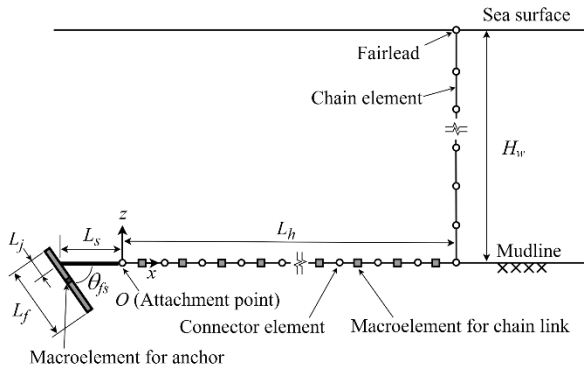 Sea surface
Fairlead
Chain element
H_w
L_s
z
L_h
L_j
x
Mudline
θ_fs
O (Attachment point)
L_f
Connector element
Macroelement for chain link
Macroelement for anchor